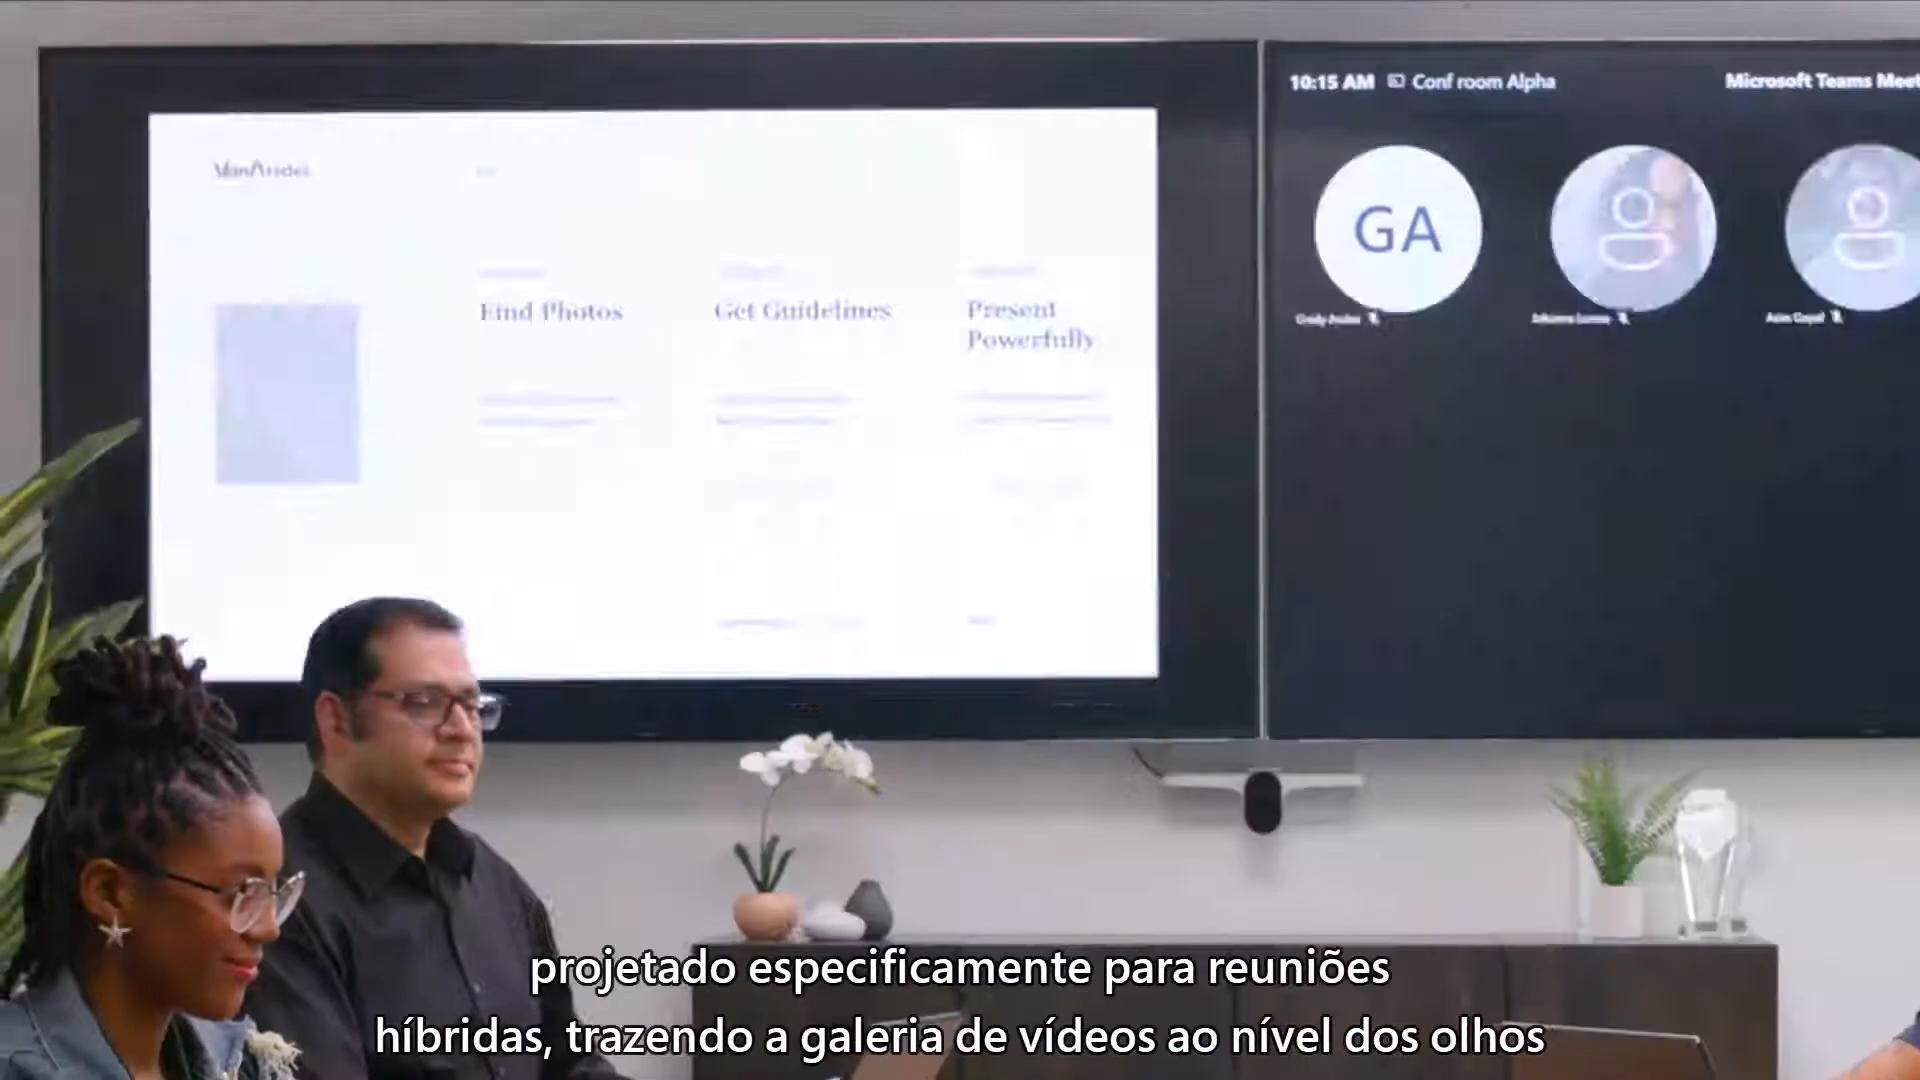 10:15 AM Conf room Alpha
Microsoft Teams Meet
GA
Find Photos
Get Guidelines
Present
Powerfully
projetado especificamente para reuniões
híbridas, trazendo a galeria de vídeos ao nível dos olhos